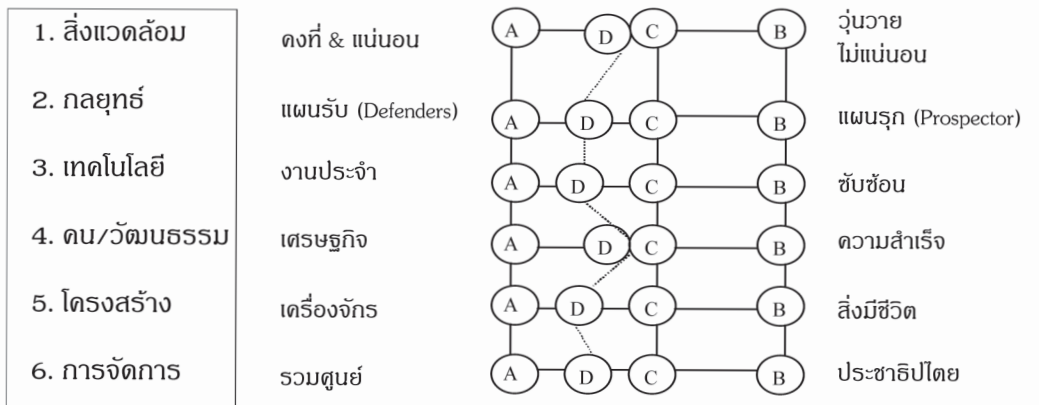 1. สิ่งแวดล้อม คงที่ & แน่นอน A D C B วุ่นวาย
ไม่แน่นอน
2. กลยุทธ์ แผนรับ (Defenders) A D C B แผนรุก (Prospector)
3. เทคโนโลยี งานประจำ A D C B ซับซ้อน
4. คน/วัฒนธรรม เศรษฐกิจ A D C B ความสำเร็จ
5. โครงสร้าง เครื่องจักร A D C B สิ่งมีชีวิต
6. การจัดการ รวมศูนย์ A D C B ประชาธิปไตย